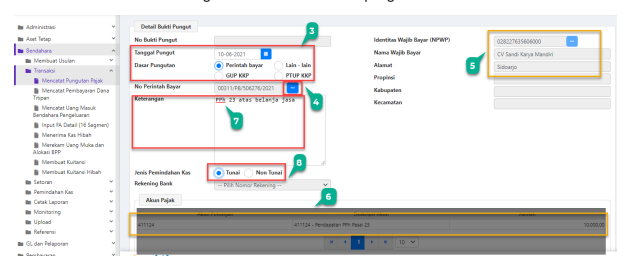 Administrasi
Aset Tetap
Bendahara
Membuat Usulan
Transaksi
Mencatat Pungutan Pajak
Mencatat Pembayaran Dana Titipan
Mencatat Uang Masuk Bendahara Pengeluaran
Input FA Detail (16 Segmen)
Menerima Kas Hibah
Merekam Uang Muka dan Alokasi BPP
Membuat Kuitansi
Membuat Kuitansi Hibah
Setoran
Pemindahan Kas
Cetak Laporan
Monitoring
Upload
Referensi
GL dan Pelaporan
Pembayaran
Detail Bukti Pungut
No Bukti Pungut
3
Tanggal Pungut
10-06-2021
Dasar Pungutan
Perintah bayar
Lain - lain
GUP KKP
PTUP KKP
No Perintah Bayar
00311/PB/506276/2021
4
Keterangan
PPh 23 atas belanja jasa
7
8
Jenis Pemindahan Kas
Tunai
Non Tunai
Rekening Bank
-- Pilih Nomor Rekening --
Identitas Wajib Bayar (NPWP)
028227635606000
Nama Wajib Bayar
CV Sandi Karya Mandiri
5
Alamat
Sidoarjo
Propinsi
Kabupaten
Kecamatan
6
Akun Pajak
411124
411124 - Pendapatan PPh Pasal 23
10,000.00
1
10